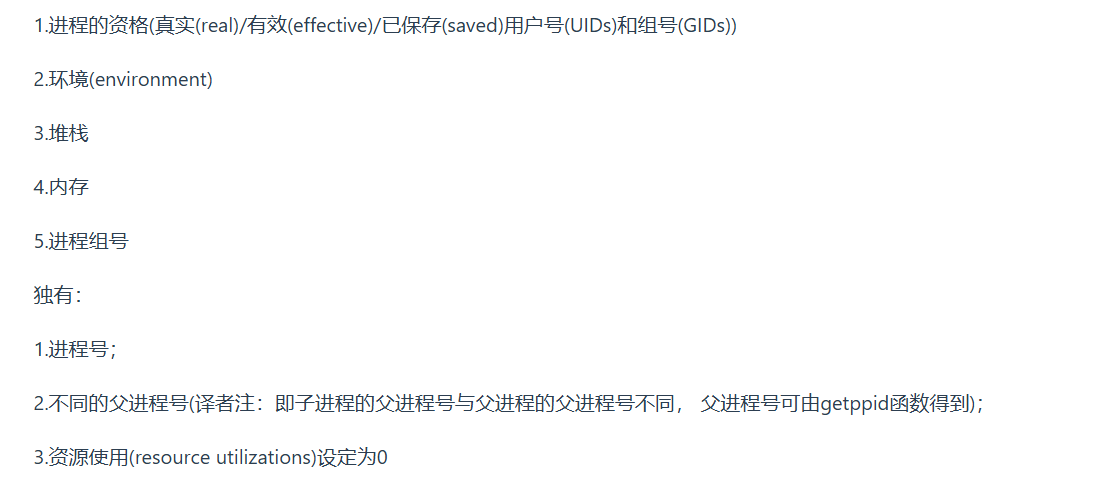 1.进程的资格(真实(real)/有效(effective)/已保存(saved)用户号(UIDs)和组号(GIDs))
2.环境(environment)
3.堆栈
4.内存
5.进程组号
独有：
1.进程号；
2.不同的父进程号(译者注：即子进程的父进程号与父进程的父进程号不同， 父进程号可由getppid函数得到)；
3.资源使用(resource utilizations)设定为0